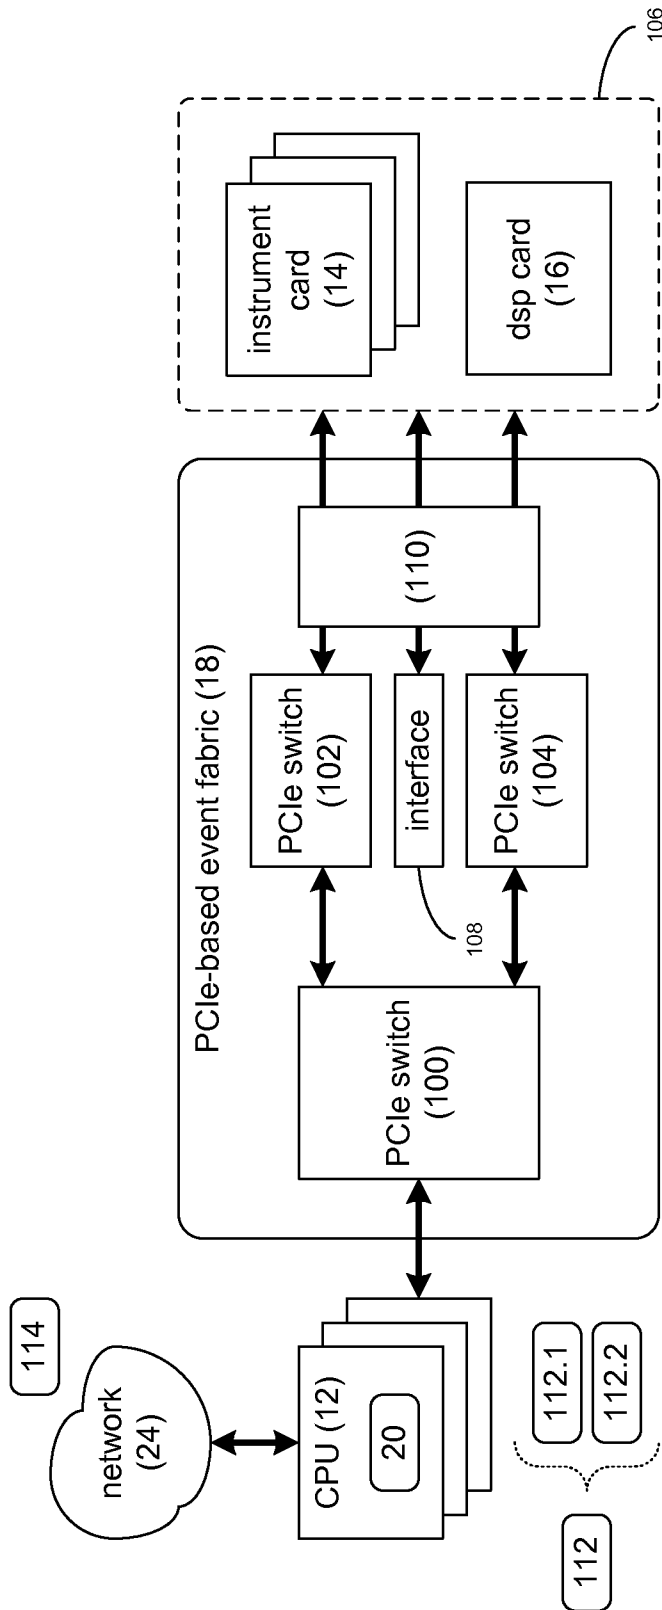 114
network
(24)
CPU (12)
20
112
112.1
112.2
PCIe-based event fabric (18)
PCIe switch
(100)
PCIe switch
(102)
interface
108
PCIe switch
(104)
(110)
instrument
card
(14)
dsp card
(16)
106